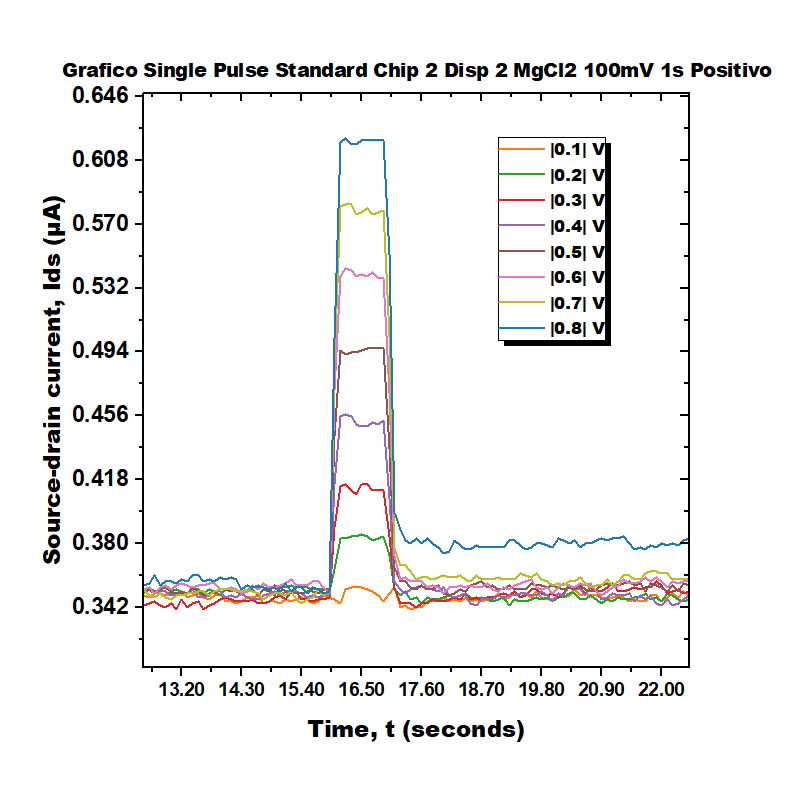 Grafico Single Pulse Standard Chip 2 Disp 2 MgCl2 100mV 1s Positivo
0.646
0.608
0.570
0.532
0.494
0.456
0.418
0.380
0.342
Source-drain current, Ids (µA)
|0.1| V
|0.2| V
|0.3| V
|0.4| V
|0.5| V
|0.6| V
|0.7| V
|0.8| V
13.20 14.30 15.40 16.50 17.60 18.70 19.80 20.90 22.00
Time, t (seconds)